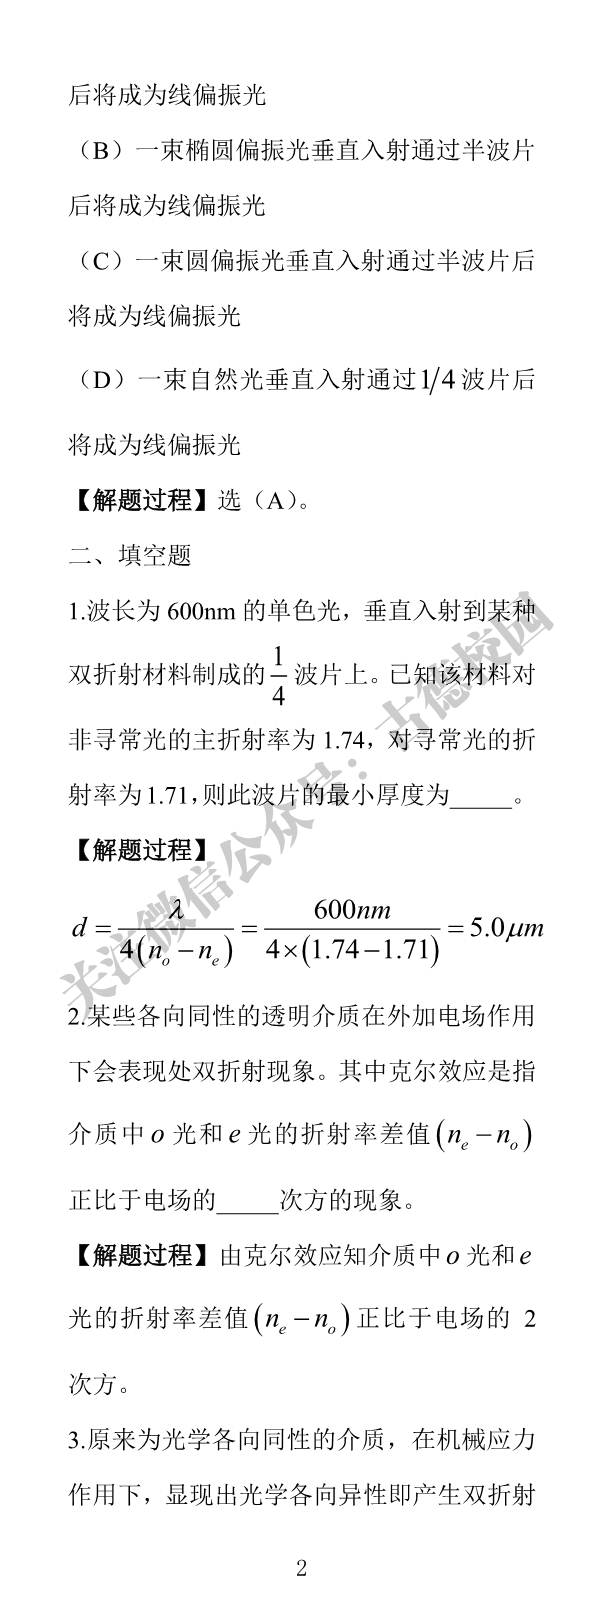 后将成为线偏振光
（B）一束椭圆偏振光垂直入射通过半波片
后将成为线偏振光
（C）一束圆偏振光垂直入射通过半波片后
将成为线偏振光
（D）一束自然光垂直入射通过1/4波片后
将成为线偏振光
【解题过程】选（A）。
二、填空题
1.波长为 600nm 的单色光，垂直入射到某种
双折射材料制成的 1/4 波片上。已知该材料对
非寻常光的主折射率为 1.74，对寻常光的折
射率为1.71，则此波片的最小厚度为_____。
【解题过程】
d = λ/(4(n_o − n_e)) = 600nm/(4×(1.74−1.71)) = 5.0μm
2.某些各向同性的透明介质在外加电场作用
下会表现处双折射现象。其中克尔效应是指
介质中 o 光和 e 光的折射率差值 (n_e − n_o)
正比于电场的_____次方的现象。
【解题过程】由克尔效应知介质中 o 光和 e
光的折射率差值 (n_e − n_o) 正比于电场的 2
次方。
3.原来为光学各向同性的介质，在机械应力
作用下，显现出光学各向异性即产生双折射
2
关注微信公众号：古德校园